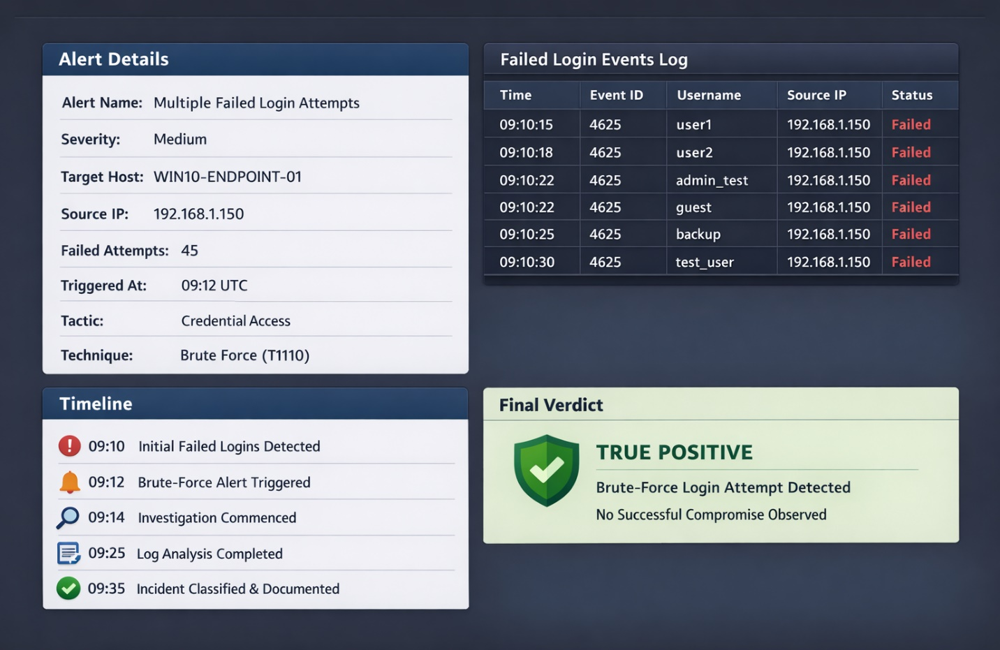 Alert Details
Alert Name: Multiple Failed Login Attempts
Severity: Medium
Target Host: WIN10-ENDPOINT-01
Source IP: 192.168.1.150
Failed Attempts: 45
Triggered At: 09:12 UTC
Tactic: Credential Access
Technique: Brute Force (T1110)
Failed Login Events Log
Time Event ID Username Source IP Status
09:10:15 4625 user1 192.168.1.150 Failed
09:10:18 4625 user2 192.168.1.150 Failed
09:10:22 4625 admin_test 192.168.1.150 Failed
09:10:22 4625 guest 192.168.1.150 Failed
09:10:25 4625 backup 192.168.1.150 Failed
09:10:30 4625 test_user 192.168.1.150 Failed
Timeline
09:10 Initial Failed Logins Detected
09:12 Brute-Force Alert Triggered
09:14 Investigation Commenced
09:25 Log Analysis Completed
09:35 Incident Classified & Documented
Final Verdict
TRUE POSITIVE
Brute-Force Login Attempt Detected
No Successful Compromise Observed